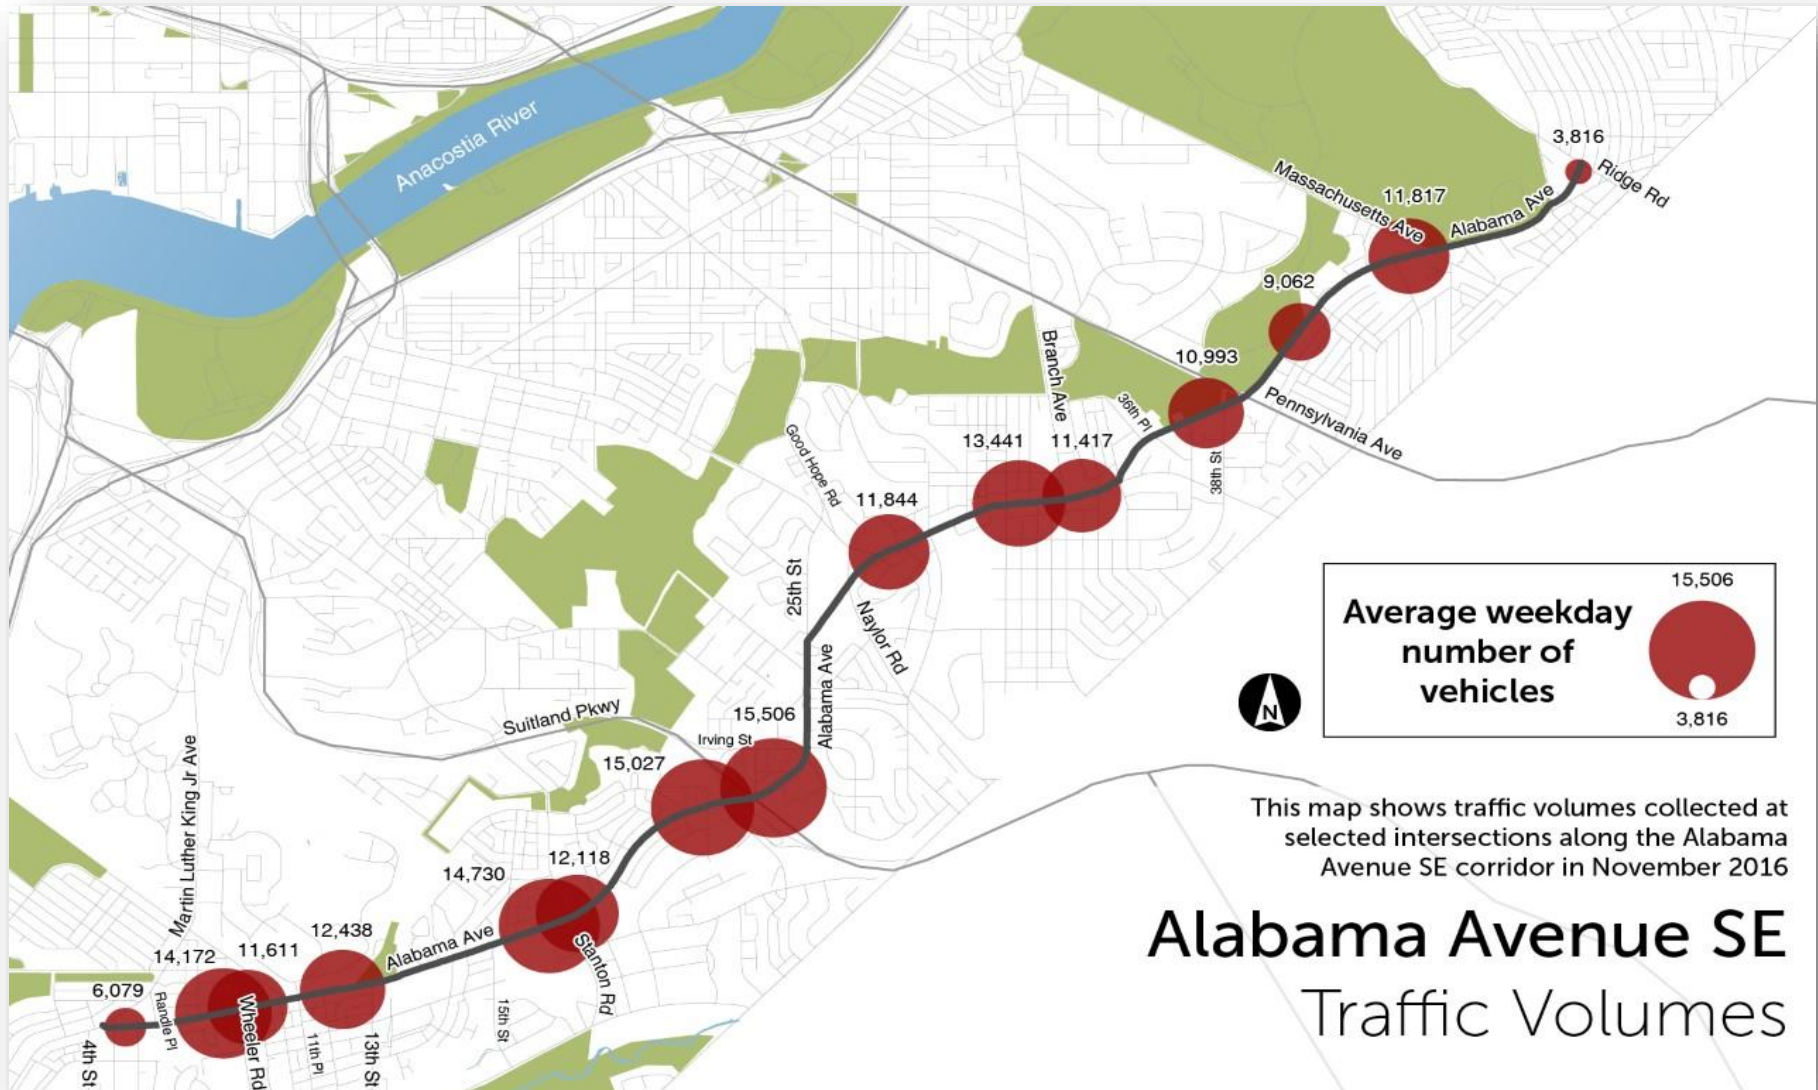 Anacostia River
3,816
Ridge Rd
Massachusetts Ave
11,817
Alabama Ave
9,062
10,993
Branch Ave
36th Pl
Pennsylvania Ave
38th St
13,441
11,417
Good Hope Rd
11,844
25th St
Naylor Rd
Alabama Ave
Suitland Pkwy
15,506
Irving St
15,027
12,118
14,730
Stanton Rd
Martin Luther King Jr Ave
Alabama Ave
12,438
14,172
11,611
6,079
Randle Pl
Wheeler Rd
4th St
11th Pl
13th St
15th St
15,506
Average weekday
number of
vehicles
3,816
N
This map shows traffic volumes collected at
selected intersections along the Alabama
Avenue SE corridor in November 2016
Alabama Avenue SE
Traffic Volumes